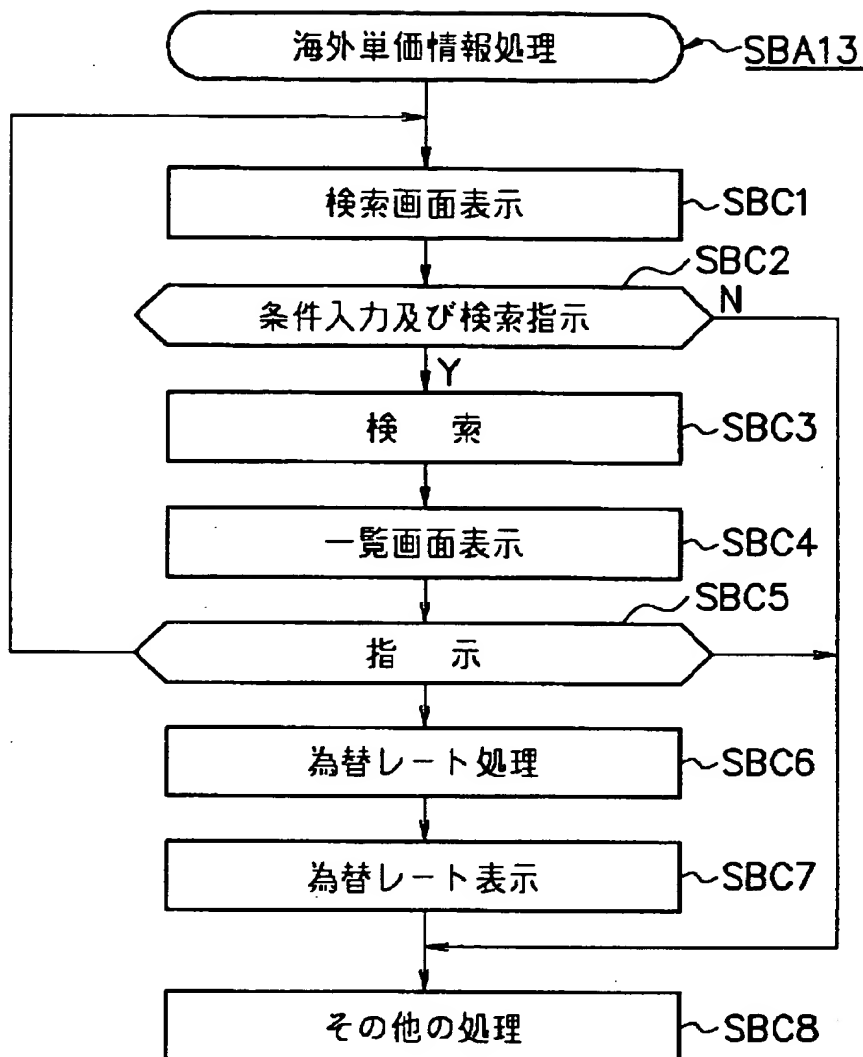 海外単価情報処理
SBA13
検索画面表示
SBC1
SBC2
条件入力及び検索指示
N
Y
検 索
SBC3
一覧画面表示
SBC4
SBC5
指 示
為替レート処理
SBC6
為替レート表示
SBC7
その他の処理
SBC8